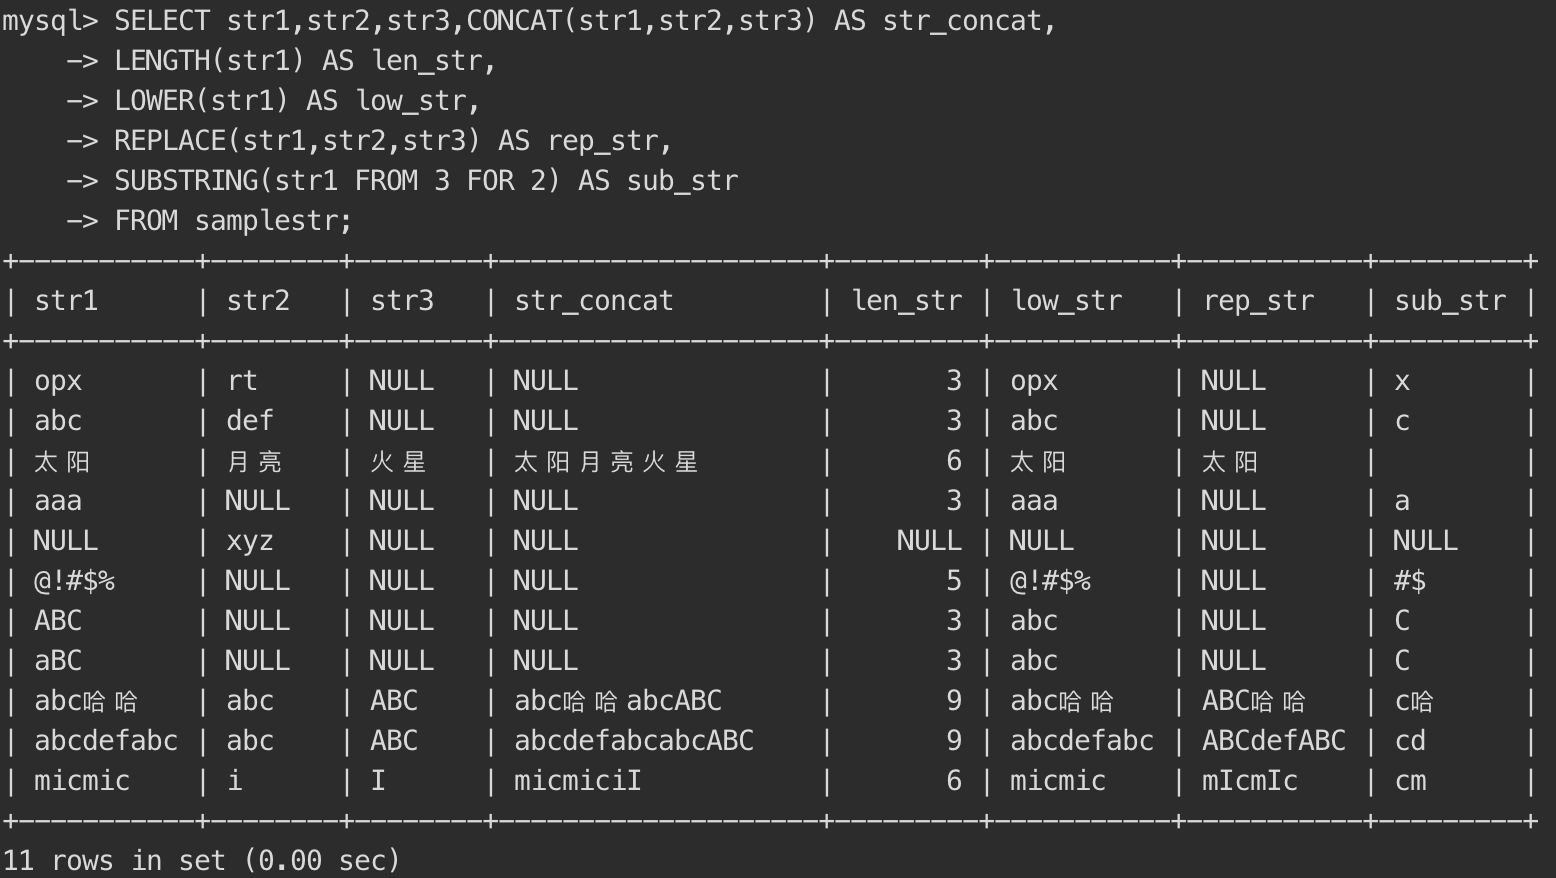 mysql> SELECT str1,str2,str3,CONCAT(str1,str2,str3) AS str_concat,
    -> LENGTH(str1) AS len_str,
    -> LOWER(str1) AS low_str,
    -> REPLACE(str1,str2,str3) AS rep_str,
    -> SUBSTRING(str1 FROM 3 FOR 2) AS sub_str
    -> FROM samplestr;
+-----------+--------+--------+--------------------+---------+-----------+-----------+---------+
| str1      | str2   | str3   | str_concat         | len_str | low_str   | rep_str   | sub_str |
+-----------+--------+--------+--------------------+---------+-----------+-----------+---------+
| opx       | rt     | NULL   | NULL               |       3 | opx       | NULL      | x       |
| abc       | def    | NULL   | NULL               |       3 | abc       | NULL      | c       |
| 太阳      | 月亮   | 火星   | 太阳月亮火星       |       6 | 太阳      | 太阳      |         |
| aaa       | NULL   | NULL   | NULL               |       3 | aaa       | NULL      | a       |
| NULL      | xyz    | NULL   | NULL               |    NULL | NULL      | NULL      | NULL    |
| @!#$%     | NULL   | NULL   | NULL               |       5 | @!#$%     | NULL      | #$      |
| ABC       | NULL   | NULL   | NULL               |       3 | abc       | NULL      | C       |
| aBC       | NULL   | NULL   | NULL               |       3 | abc       | NULL      | C       |
| abc哈哈   | abc    | ABC    | abc哈哈abcABC      |       9 | abc哈哈   | ABC哈哈   | c哈     |
| abcdefabc | abc    | ABC    | abcdefabcabcABC    |       9 | abcdefabc | ABCdefABC | cd      |
| micmic    | i      | I      | micmiciI           |       6 | micmic    | mIcmIc    | cm      |
+-----------+--------+--------+--------------------+---------+-----------+-----------+---------+
11 rows in set (0.00 sec)